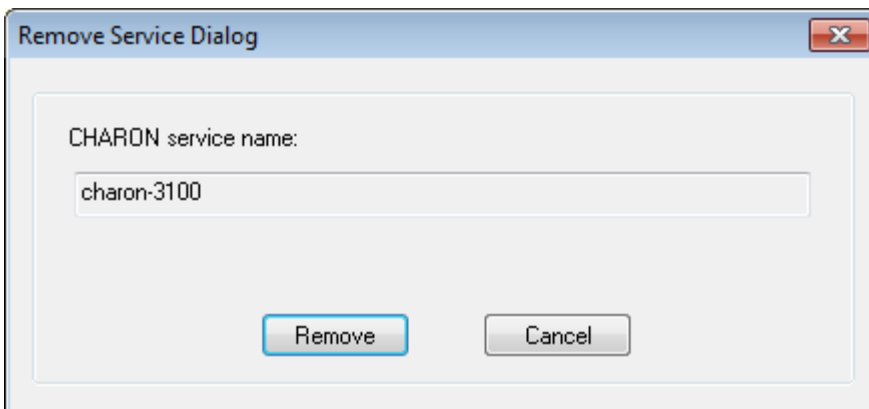 Remove Service Dialog
CHARON service name:
charon-3100
Remove
Cancel